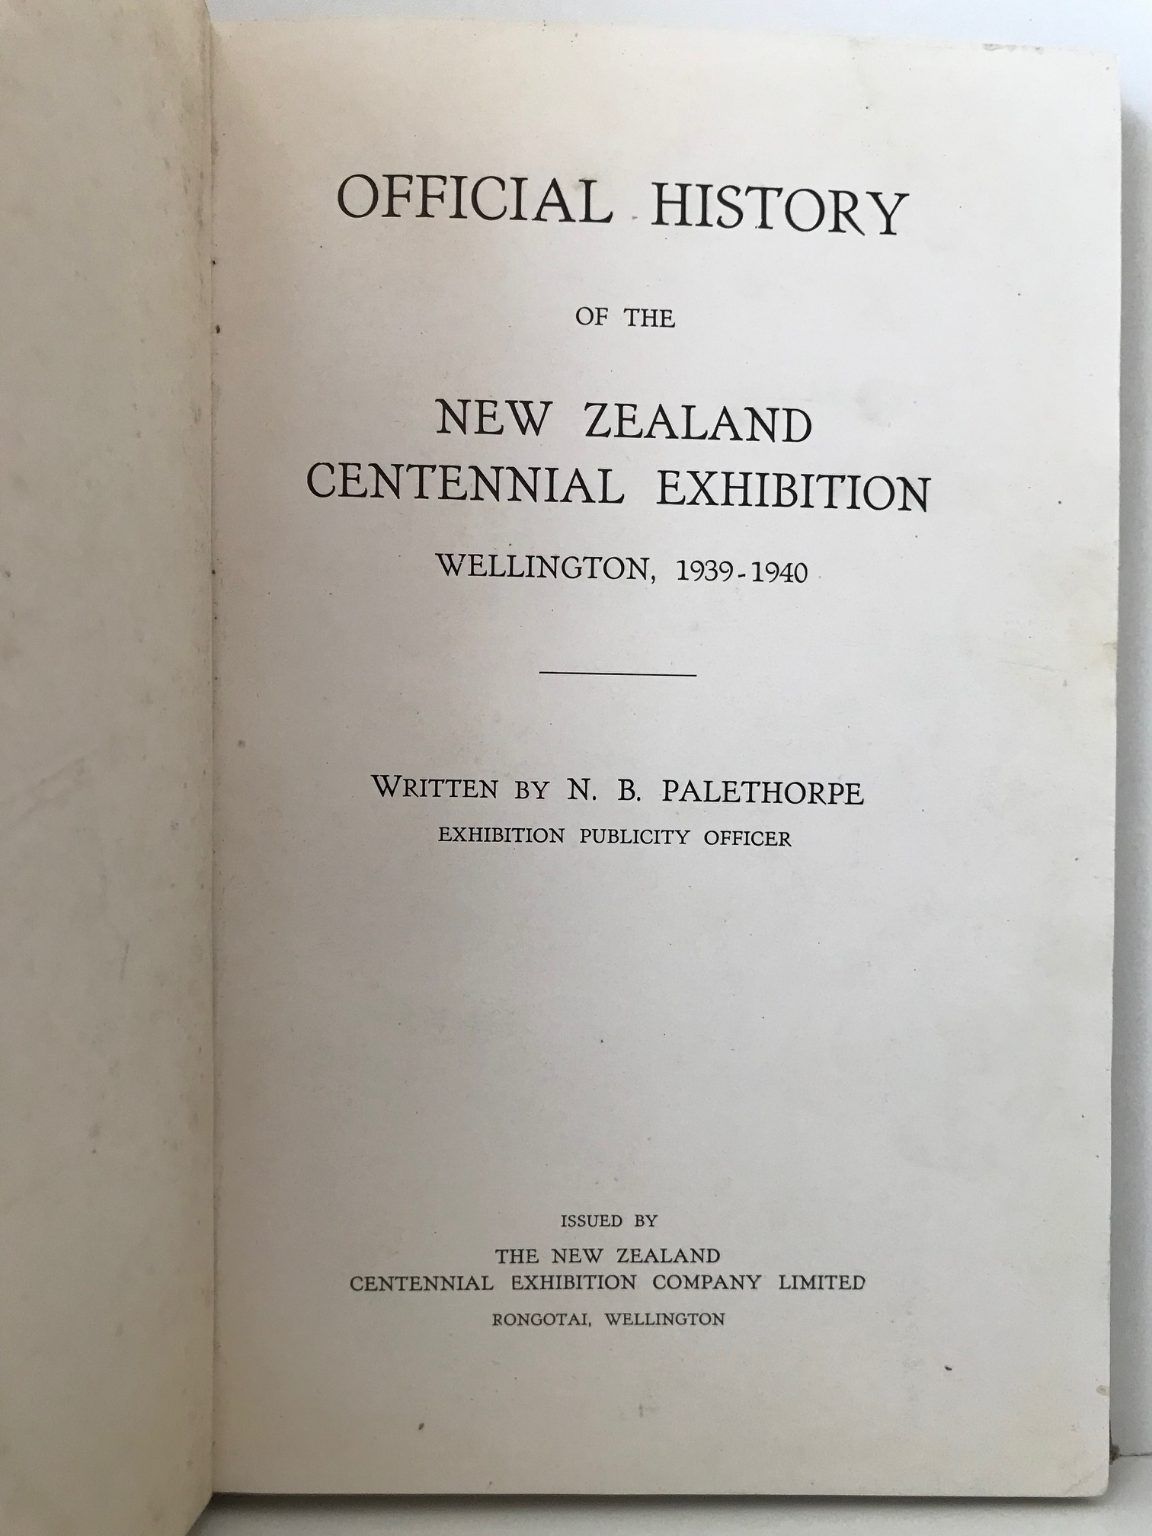 OFFICIAL HISTORY
OF THE
NEW ZEALAND
CENTENNIAL EXHIBITION
WELLINGTON, 1939-1940
WRITTEN BY N. B. PALETHORPE
EXHIBITION PUBLICITY OFFICER
ISSUED BY
THE NEW ZEALAND
CENTENNIAL EXHIBITION COMPANY LIMITED
RONGOTAI, WELLINGTON